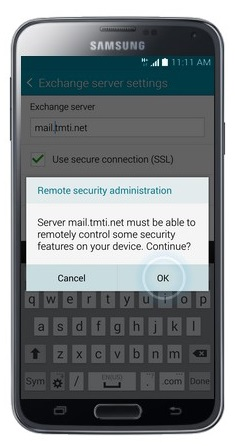 SAMSUNG
11:11 AM
Exchange server settings
Exchange server
mail.tmti.net
Use secure connection (SSL)
Remote security administration
Server mail.tmti.net must be able to
remotely control some security
features on your device. Continue?
Cancel OK
q w e r t y u i o p
a s d f g h j k l
z x c v b n m
Sym / . .com Done